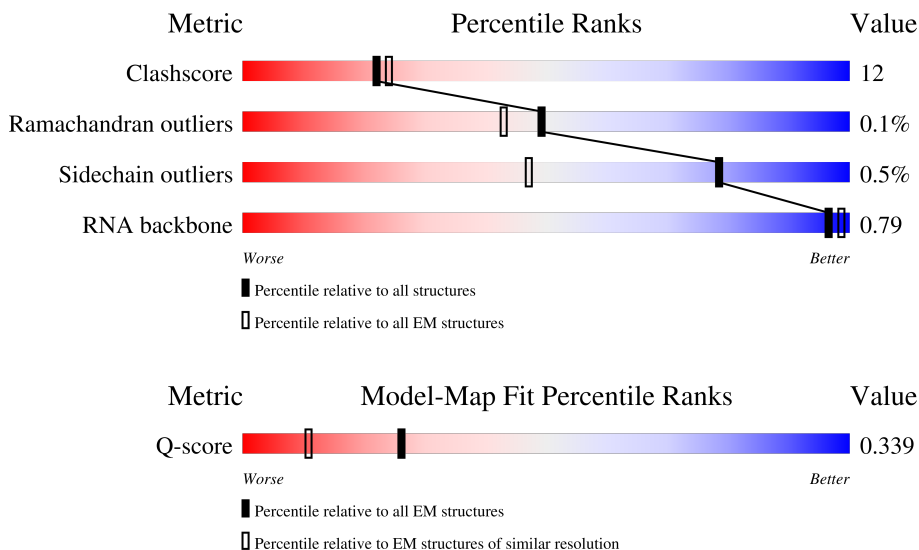 Metric Percentile Ranks Value
Clashscore 12
Ramachandran outliers 0.1%
Sidechain outliers 0.5%
RNA backbone 0.79
Worse Better
Percentile relative to all structures
Percentile relative to all EM structures
Metric Model-Map Fit Percentile Ranks Value
Q-score 0.339
Worse Better
Percentile relative to all EM structures
Percentile relative to EM structures of similar resolution